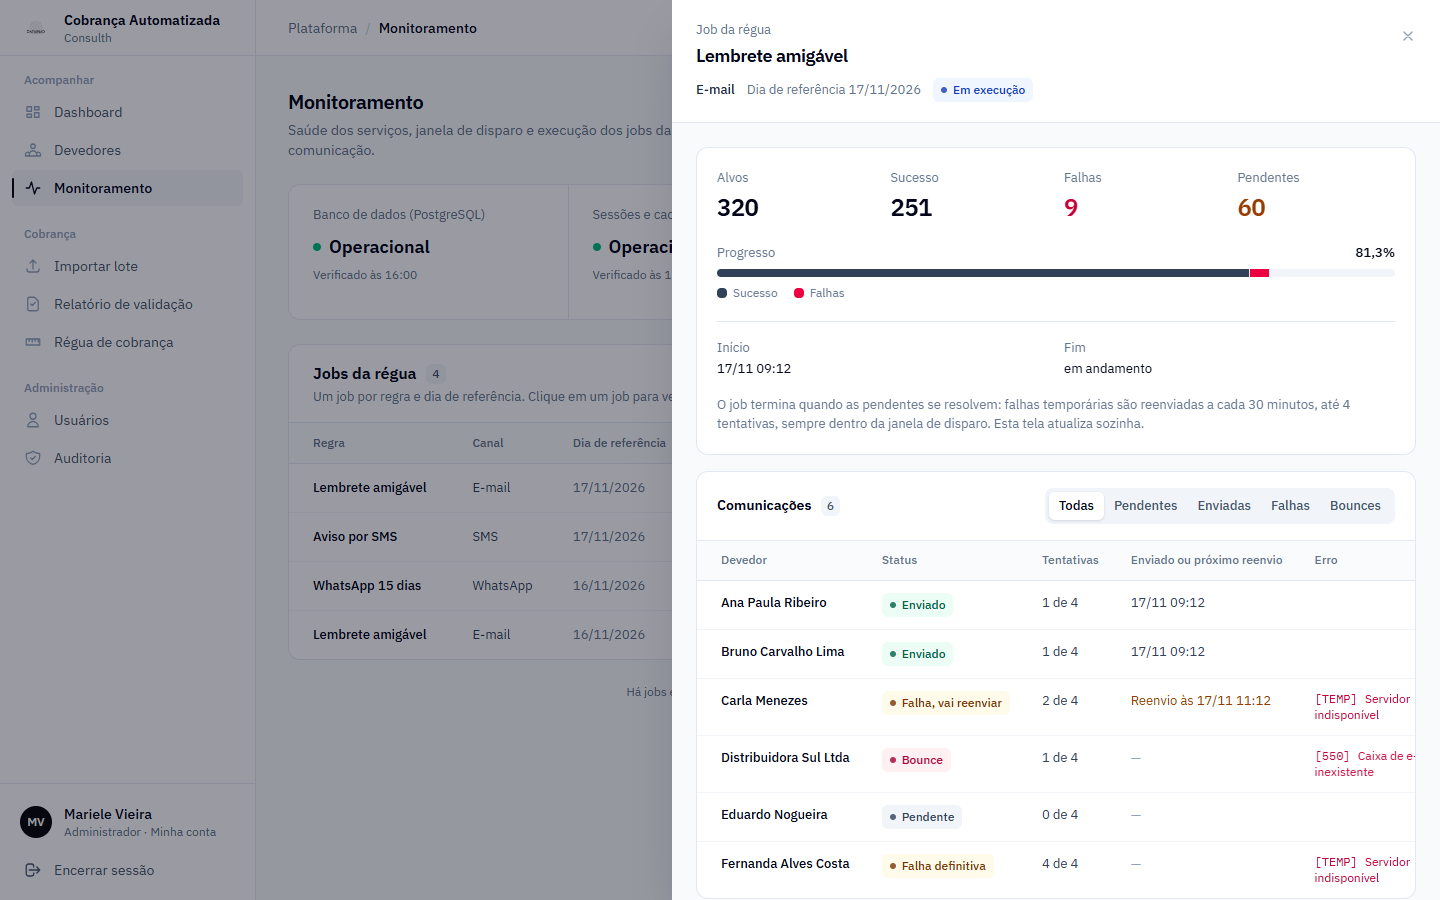 Cobrança Automatizada
Consulth
Acompanhar
Dashboard
Devedores
Monitoramento
Cobrança
Importar lote
Relatório de validação
Régua de cobrança
Administração
Usuários
Auditoria
MV
Mariele Vieira
Administrador · Minha conta
Encerrar sessão
Plataforma / Monitoramento
Monitoramento
Saúde dos serviços, janela de disparo e execução dos jobs da
comunicação.
Banco de dados (PostgreSQL)
Operacional
Verificado às 16:00
Sessões e cac
Operaci
Verificado às 1
Jobs da régua 4
Um job por regra e dia de referência. Clique em um job para ve
Regra Canal Dia de referência
Lembrete amigável E-mail 17/11/2026
Aviso por SMS SMS 17/11/2026
WhatsApp 15 dias WhatsApp 16/11/2026
Lembrete amigável E-mail 16/11/2026
Há jobs e
Job da régua
Lembrete amigável
E-mail Dia de referência 17/11/2026 Em execução
Alvos Sucesso Falhas Pendentes
320 251 9 60
Progresso 81,3%
Sucesso Falhas
Início Fim
17/11 09:12 em andamento
O job termina quando as pendentes se resolvem: falhas temporárias são reenviadas a cada 30 minutos, até 4
tentativas, sempre dentro da janela de disparo. Esta tela atualiza sozinha.
Comunicações 6 Todas Pendentes Enviadas Falhas Bounces
Devedor Status Tentativas Enviado ou próximo reenvio Erro
Ana Paula Ribeiro Enviado 1 de 4 17/11 09:12
Bruno Carvalho Lima Enviado 1 de 4 17/11 09:12
Carla Menezes Falha, vai reenviar 2 de 4 Reenvio às 17/11 11:12 [TEMP] Servidor
indisponível
Distribuidora Sul Ltda Bounce 1 de 4 — [550] Caixa de e-
inexistente
Eduardo Nogueira Pendente 0 de 4 —
Fernanda Alves Costa Falha definitiva 4 de 4 — [TEMP] Servidor
indisponível